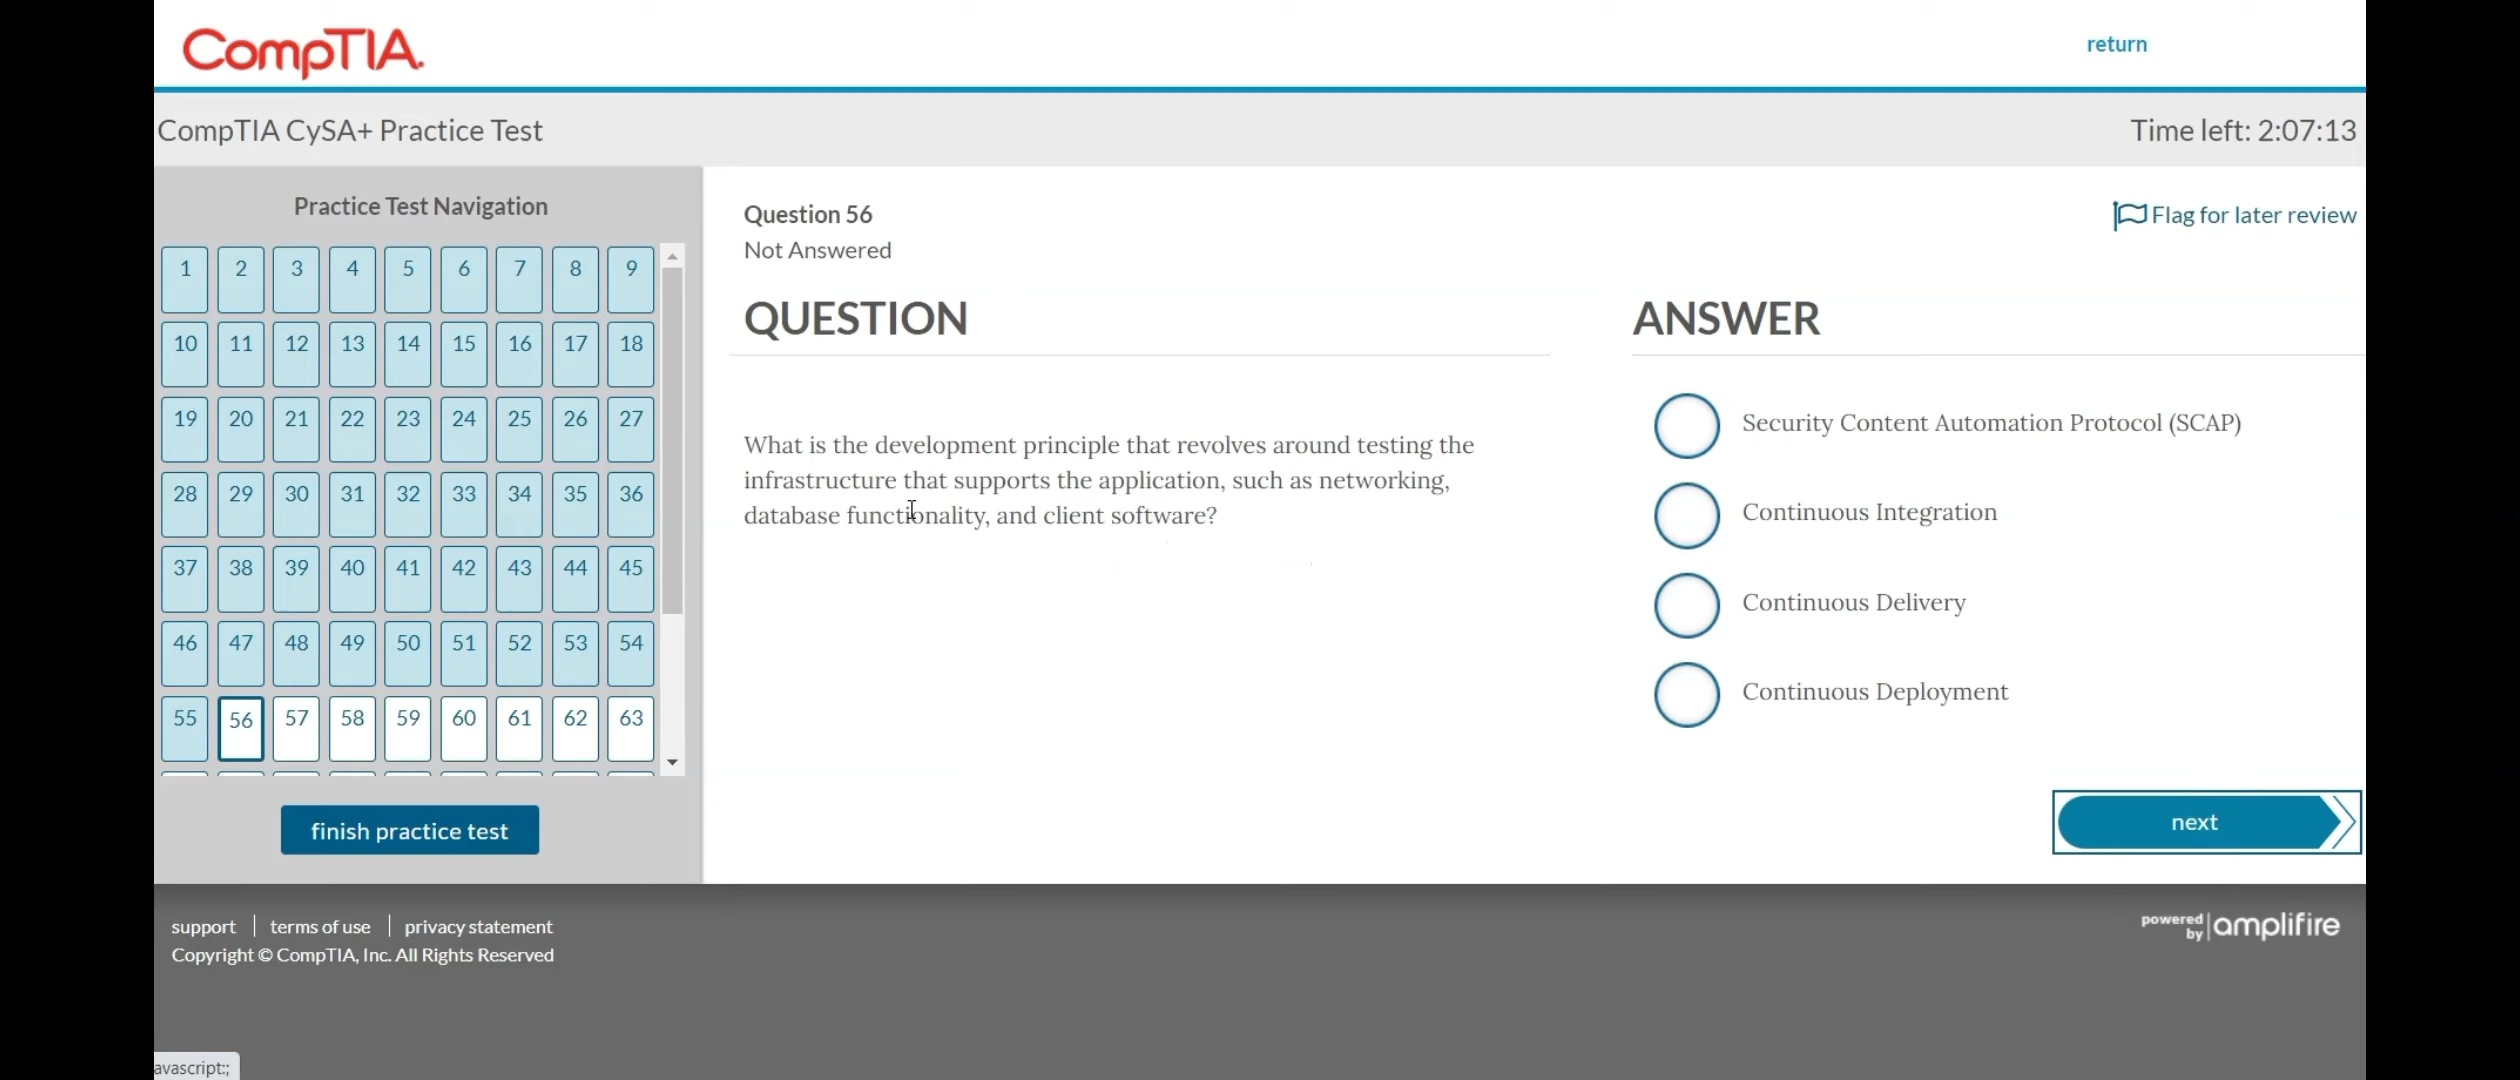 CompTIA.
return
CompTIA CySA+ Practice Test
Time left: 2:07:13
Practice Test Navigation
1 2 3 4 5 6 7 8 9
10 11 12 13 14 15 16 17 18
19 20 21 22 23 24 25 26 27
28 29 30 31 32 33 34 35 36
37 38 39 40 41 42 43 44 45
46 47 48 49 50 51 52 53 54
55 56 57 58 59 60 61 62 63
finish practice test
Question 56
Not Answered
Flag for later review
QUESTION
What is the development principle that revolves around testing the
infrastructure that supports the application, such as networking,
database functionality, and client software?
ANSWER
Security Content Automation Protocol (SCAP)
Continuous Integration
Continuous Delivery
Continuous Deployment
next
support | terms of use | privacy statement
Copyright © CompTIA, Inc. All Rights Reserved
powered by | amplifire
avascript:;